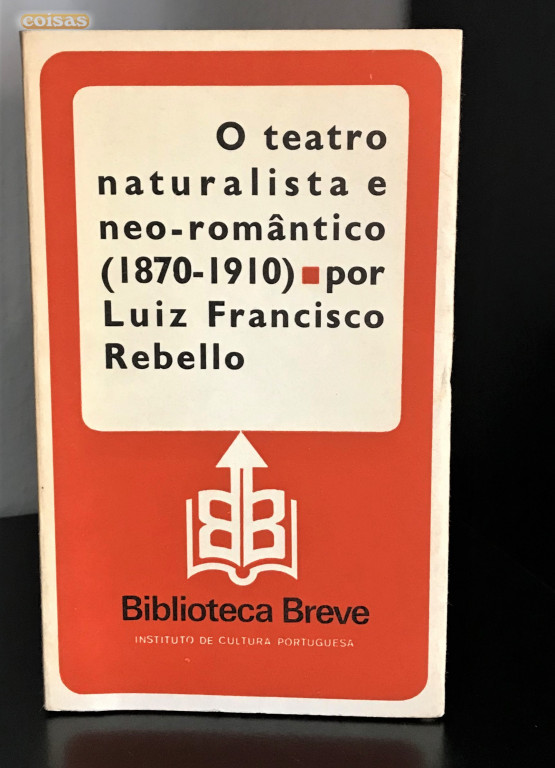 coisas
O teatro
naturalista e
neo-romântico
(1870-1910) ■ por
Luiz Francisco
Rebello
BB
Biblioteca Breve
INSTITUTO DE CULTURA PORTUGUESA